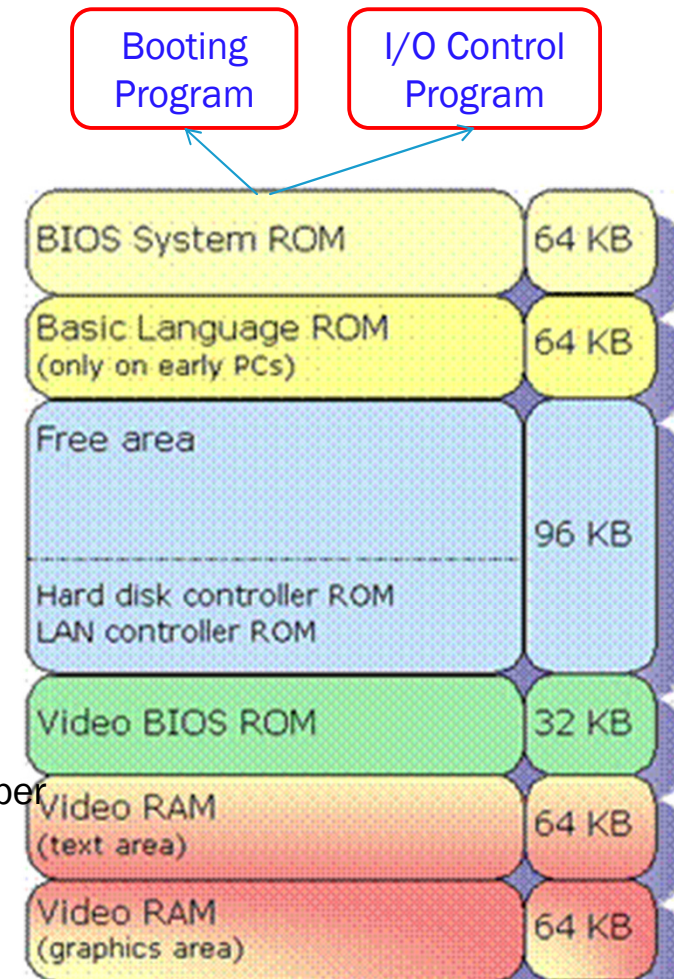 Booting
Program
I/O Control
Program
BIOS System ROM
64 KB
Basic Language ROM
(only on early PCs)
64 KB
Free area
96 KB
Hard disk controller ROM
LAN controller ROM
Video BIOS ROM
32 KB
Video RAM
(text area)
64 KB
Video RAM
(graphics area)
64 KB